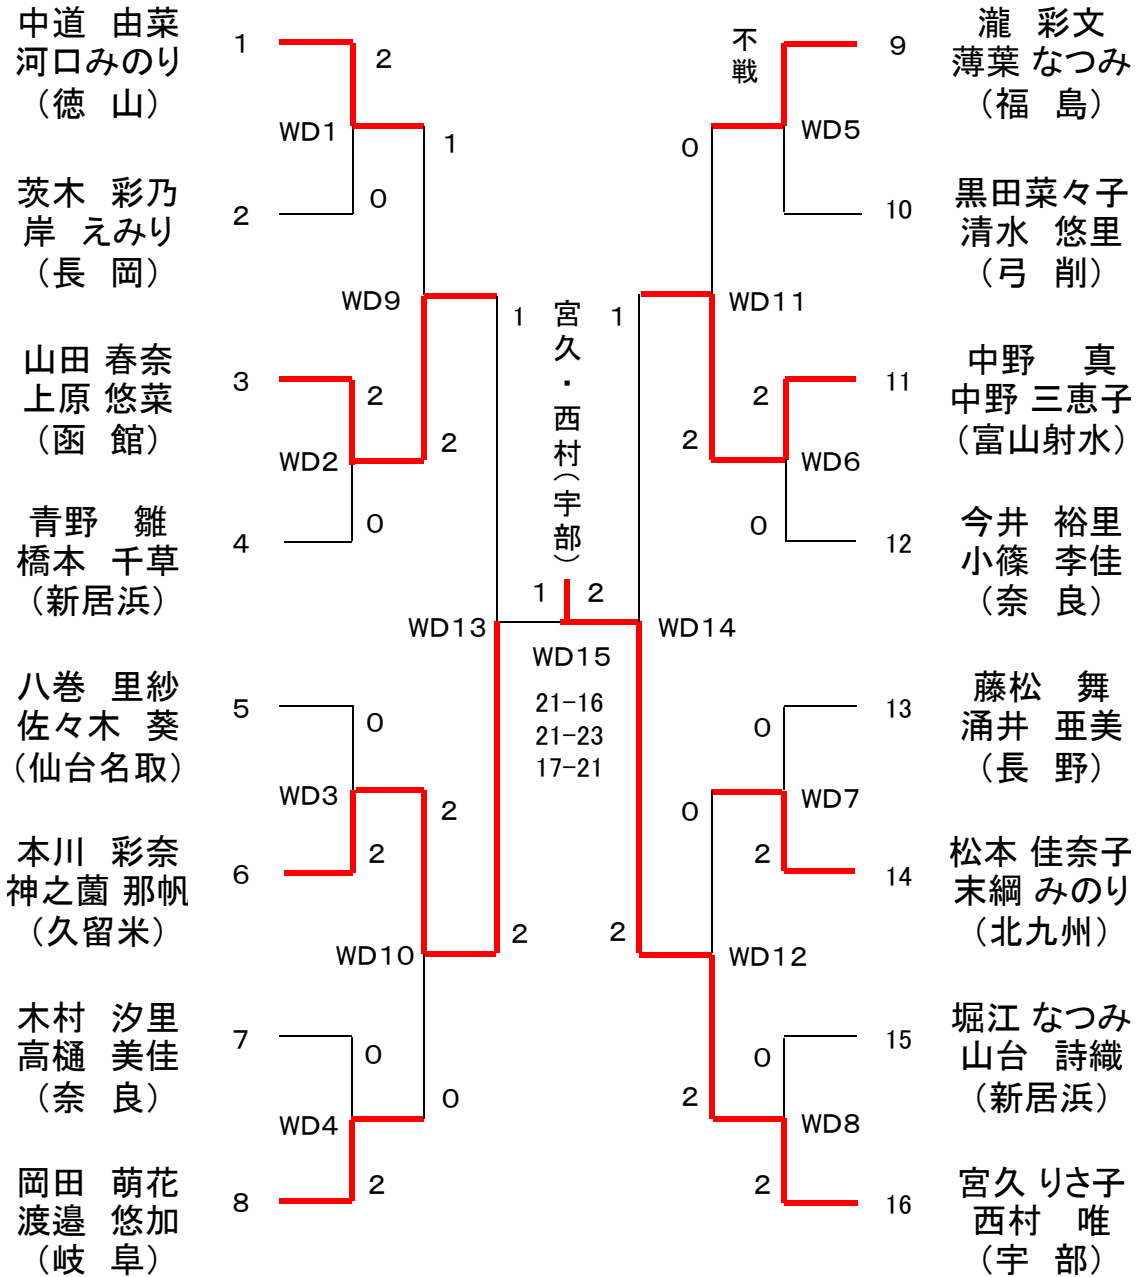 中道 由菜
河口みのり
（徳 山）
1
2
WD1
1
茨木 彩乃
岸 えみり
（長 岡）
2
0
WD9
1
山田 春奈
上原 悠菜
（函 館）
3
2
WD2
2
青野 雛
橋本 千草
（新居浜）
4
0
WD13
八巻 里紗
佐々木 葵
（仙台名取）
5
0
WD3
2
本川 彩奈
神之薗 那帆
（久留米）
6
2
WD10
2
木村 汐里
高樋 美佳
（奈 良）
7
0
WD4
0
岡田 萌花
渡邉 悠加
（岐 阜）
8
2
宮久・西村（宇部）
1 2
WD15
21-16
21-23
17-21
不戦
9
瀧 彩文
薄葉 なつみ
（福 島）
WD5
0
10
黒田菜々子
清水 悠里
（弓 削）
WD11
1
11
中野 真
中野 三恵子
（富山射水）
2
WD6
2
12
今井 裕里
小篠 李佳
（奈 良）
0
WD14
13
藤松 舞
涌井 亜美
（長 野）
0
WD7
0
14
松本 佳奈子
末綱 みのり
（北九州）
2
WD12
2
15
堀江 なつみ
山台 詩織
（新居浜）
0
WD8
2
16
宮久 りさ子
西村 唯
（宇 部）
2